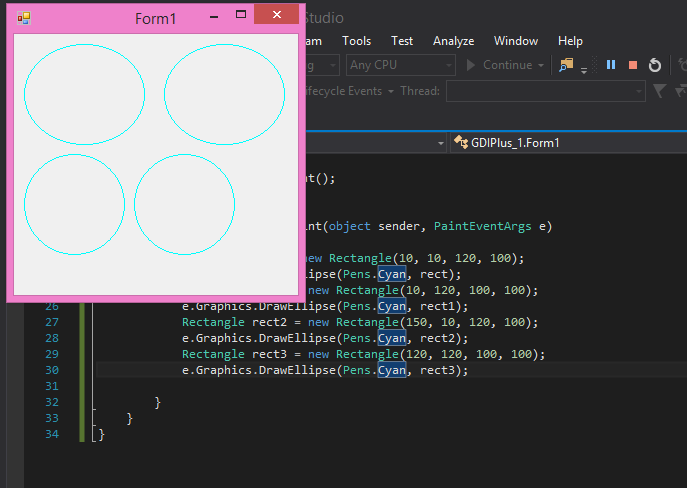 Form1
Studio
am Tools Test Analyze Window Help
g Any CPU Continue
ifecycle Events Thread:
GDIPlus_1.Form1
nt();
int(object sender, PaintEventArgs e)
new Rectangle(10, 10, 120, 100);
lipse(Pens.Cyan, rect);
new Rectangle(10, 120, 100, 100);
26 e.Graphics.DrawEllipse(Pens.Cyan, rect1);
27 Rectangle rect2 = new Rectangle(150, 10, 120, 100);
28 e.Graphics.DrawEllipse(Pens.Cyan, rect2);
29 Rectangle rect3 = new Rectangle(120, 120, 100, 100);
30 e.Graphics.DrawEllipse(Pens.Cyan, rect3);
31
32 }
33 }
34 }